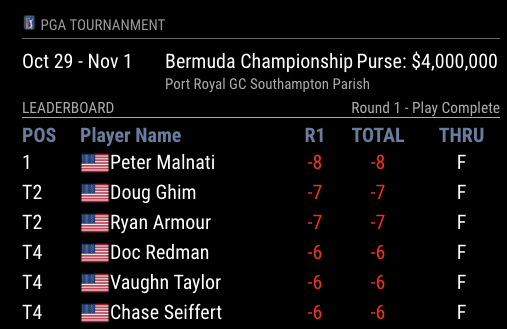 PGA TOURNANMENT
Oct 29 - Nov 1 Bermuda Championship Purse: $4,000,000
Port Royal GC Southampton Parish
LEADERBOARD Round 1 - Play Complete
POS Player Name R1 TOTAL THRU
1 Peter Malnati -8 -8 F
T2 Doug Ghim -7 -7 F
T2 Ryan Armour -7 -7 F
T4 Doc Redman -6 -6 F
T4 Vaughn Taylor -6 -6 F
T4 Chase Seiffert -6 -6 F